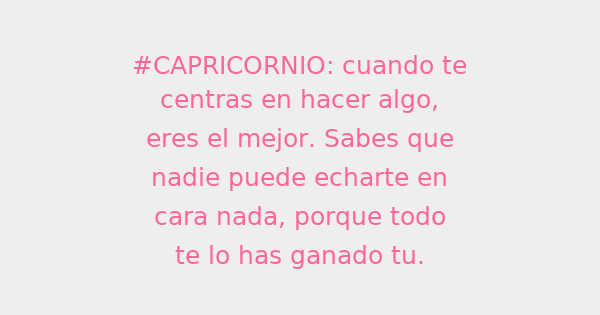 #CAPRICORNIO: cuando te
centras en hacer algo,
eres el mejor. Sabes que
nadie puede echarte en
cara nada, porque todo
te lo has ganado tu.